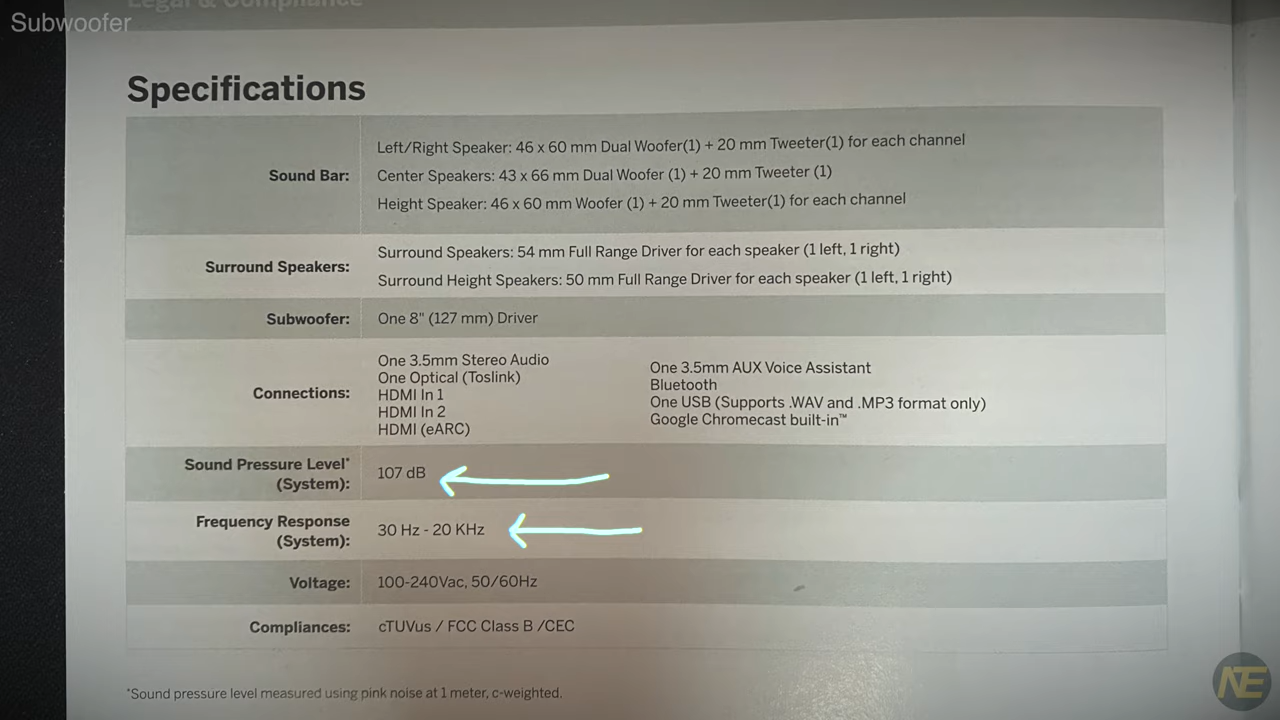 Legal & Compliance
Subwoofer
Specifications
Sound Bar:
Left/Right Speaker: 46 x 60 mm Dual Woofer(1) + 20 mm Tweeter(1) for each channel
Center Speakers: 43 x 66 mm Dual Woofer (1) + 20 mm Tweeter (1)
Height Speaker: 46 x 60 mm Woofer (1) + 20 mm Tweeter(1) for each channel
Surround Speakers:
Surround Speakers: 54 mm Full Range Driver for each speaker (1 left, 1 right)
Surround Height Speakers: 50 mm Full Range Driver for each speaker (1 left, 1 right)
Subwoofer:
One 8" (127 mm) Driver
Connections:
One 3.5mm Stereo Audio
One Optical (Toslink)
HDMI In 1
HDMI In 2
HDMI (eARC)
One 3.5mm AUX Voice Assistant
Bluetooth
One USB (Supports .WAV and .MP3 format only)
Google Chromecast built-in™
Sound Pressure Level*
(System):
107 dB
Frequency Response
(System):
30 Hz - 20 KHz
Voltage:
100-240Vac, 50/60Hz
Compliances:
cTUVus / FCC Class B /CEC
*Sound pressure level measured using pink noise at 1 meter, c-weighted.
NE